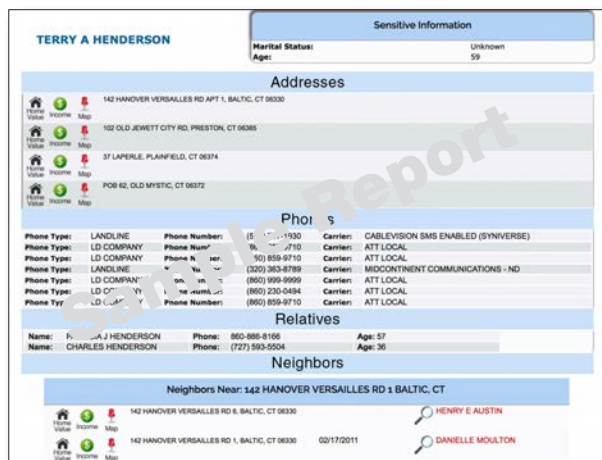 TERRY A HENDERSON
Sensitive Information
Marital Status: Unknown
Age: 59
Addresses
Home Value Income Map 142 HANOVER VERSAILLES RD APT 1, BALTIC, CT 06330
Home Value Income Map 102 OLD JEWETT CITY RD, PRESTON, CT 06365
Home Value Income Map 37 LAPERLE, PLAINFIELD, CT 06374
Home Value Income Map POB 62, OLD MYSTIC, CT 06372
Sample Report
Phone Type: LANDLINE Phone Number: Carrier: CABLEVISION SMS ENABLED (SYNIVERSE)
Phone Type: LD COMPANY Carrier: ATT LOCAL
Phone Type: LD COMPANY 859-9710 Carrier: ATT LOCAL
Phone Type: LANDLINE (320) 363-8789 Carrier: MIDCONTINENT COMMUNICATIONS - ND
Phone Type: LD COMPANY (860) 999-9999 Carrier: ATT LOCAL
Phone Number: (860) 230-0494 Carrier: ATT LOCAL
Phone Number: (860) 859-9710 Carrier: ATT LOCAL
Relatives
Name: J HENDERSON Phone: 860-886-8166 Age: 57
Name: CHARLES HENDERSON Phone: (727) 593-5504 Age: 36
Neighbors
Neighbors Near: 142 HANOVER VERSAILLES RD 1 BALTIC, CT
Home Value Income Map 142 HANOVER VERSAILLES RD 6, BALTIC, CT 06330 HENRY E AUSTIN
Home Value Income Map 142 HANOVER VERSAILLES RD 1, BALTIC, CT 06330 02/17/2011 DANIELLE MOULTON